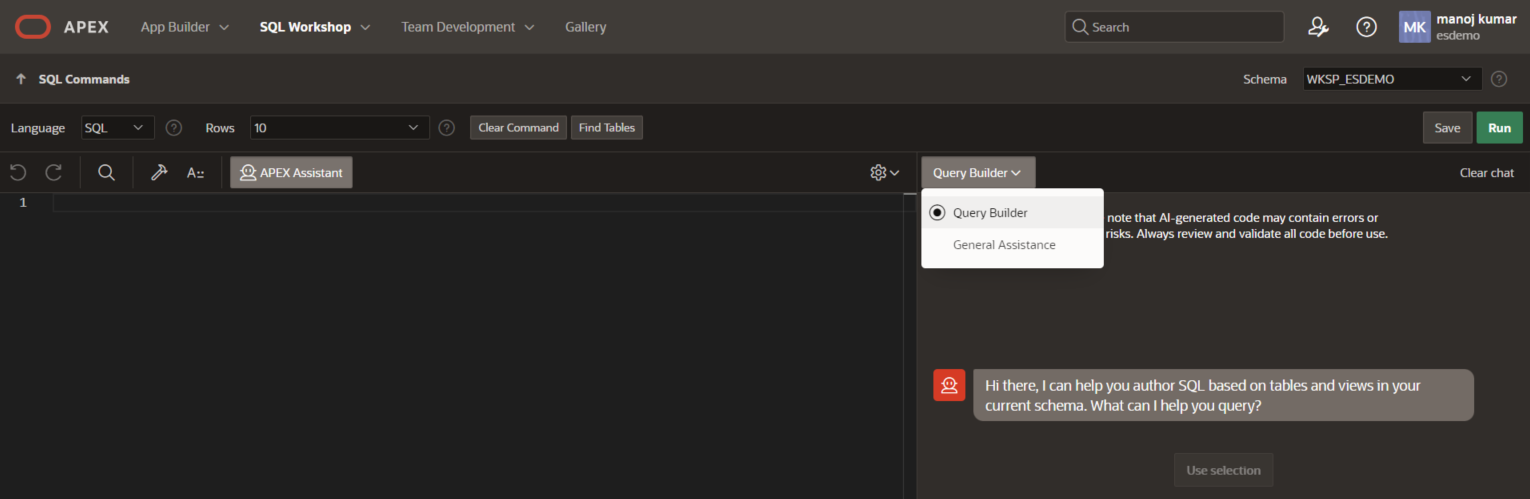 APEX
App Builder
SQL Workshop
Team Development
Gallery
Search
MK
manoj kumar
esdemo
SQL Commands
Schema
WKSP_ESDEMO
Language
SQL
Rows
10
Clear Command
Find Tables
Save
Run
A
APEX Assistant
Query Builder
Clear chat
1
Query Builder
General Assistance
note that AI-generated code may contain errors or
risks. Always review and validate all code before use.
Hi there, I can help you author SQL based on tables and views in your
current schema. What can I help you query?
Use selection